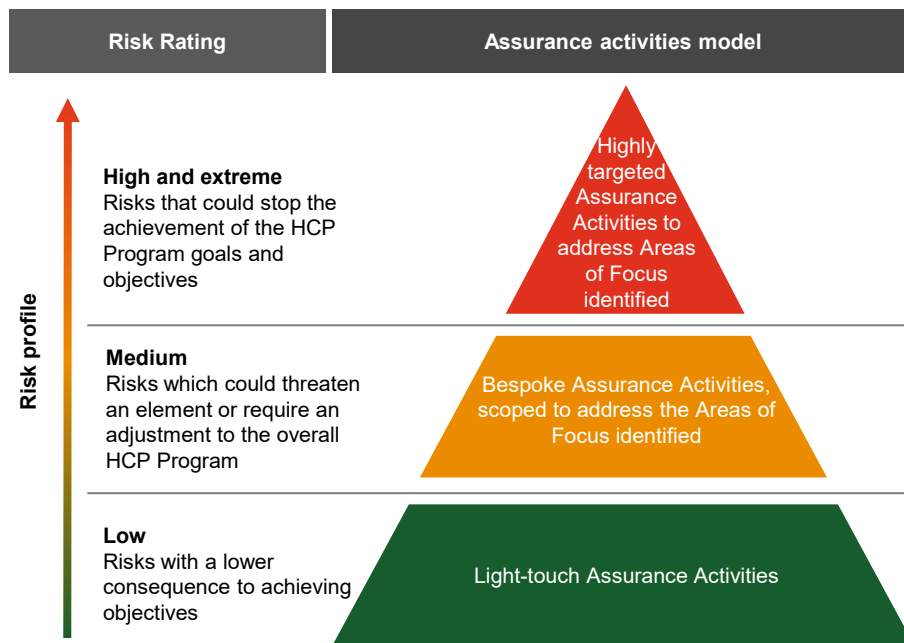 Risk Rating
Assurance activities model
Risk profile
High and extreme
Risks that could stop the
achievement of the HCP
Program goals and
objectives
Highly
targeted
Assurance
Activities to
address Areas
of Focus
identified
Medium
Risks which could threaten
an element or require an
adjustment to the overall
HCP Program
Bespoke Assurance Activities,
scoped to address the Areas of
Focus identified
Low
Risks with a lower
consequence to achieving
objectives
Light-touch Assurance Activities